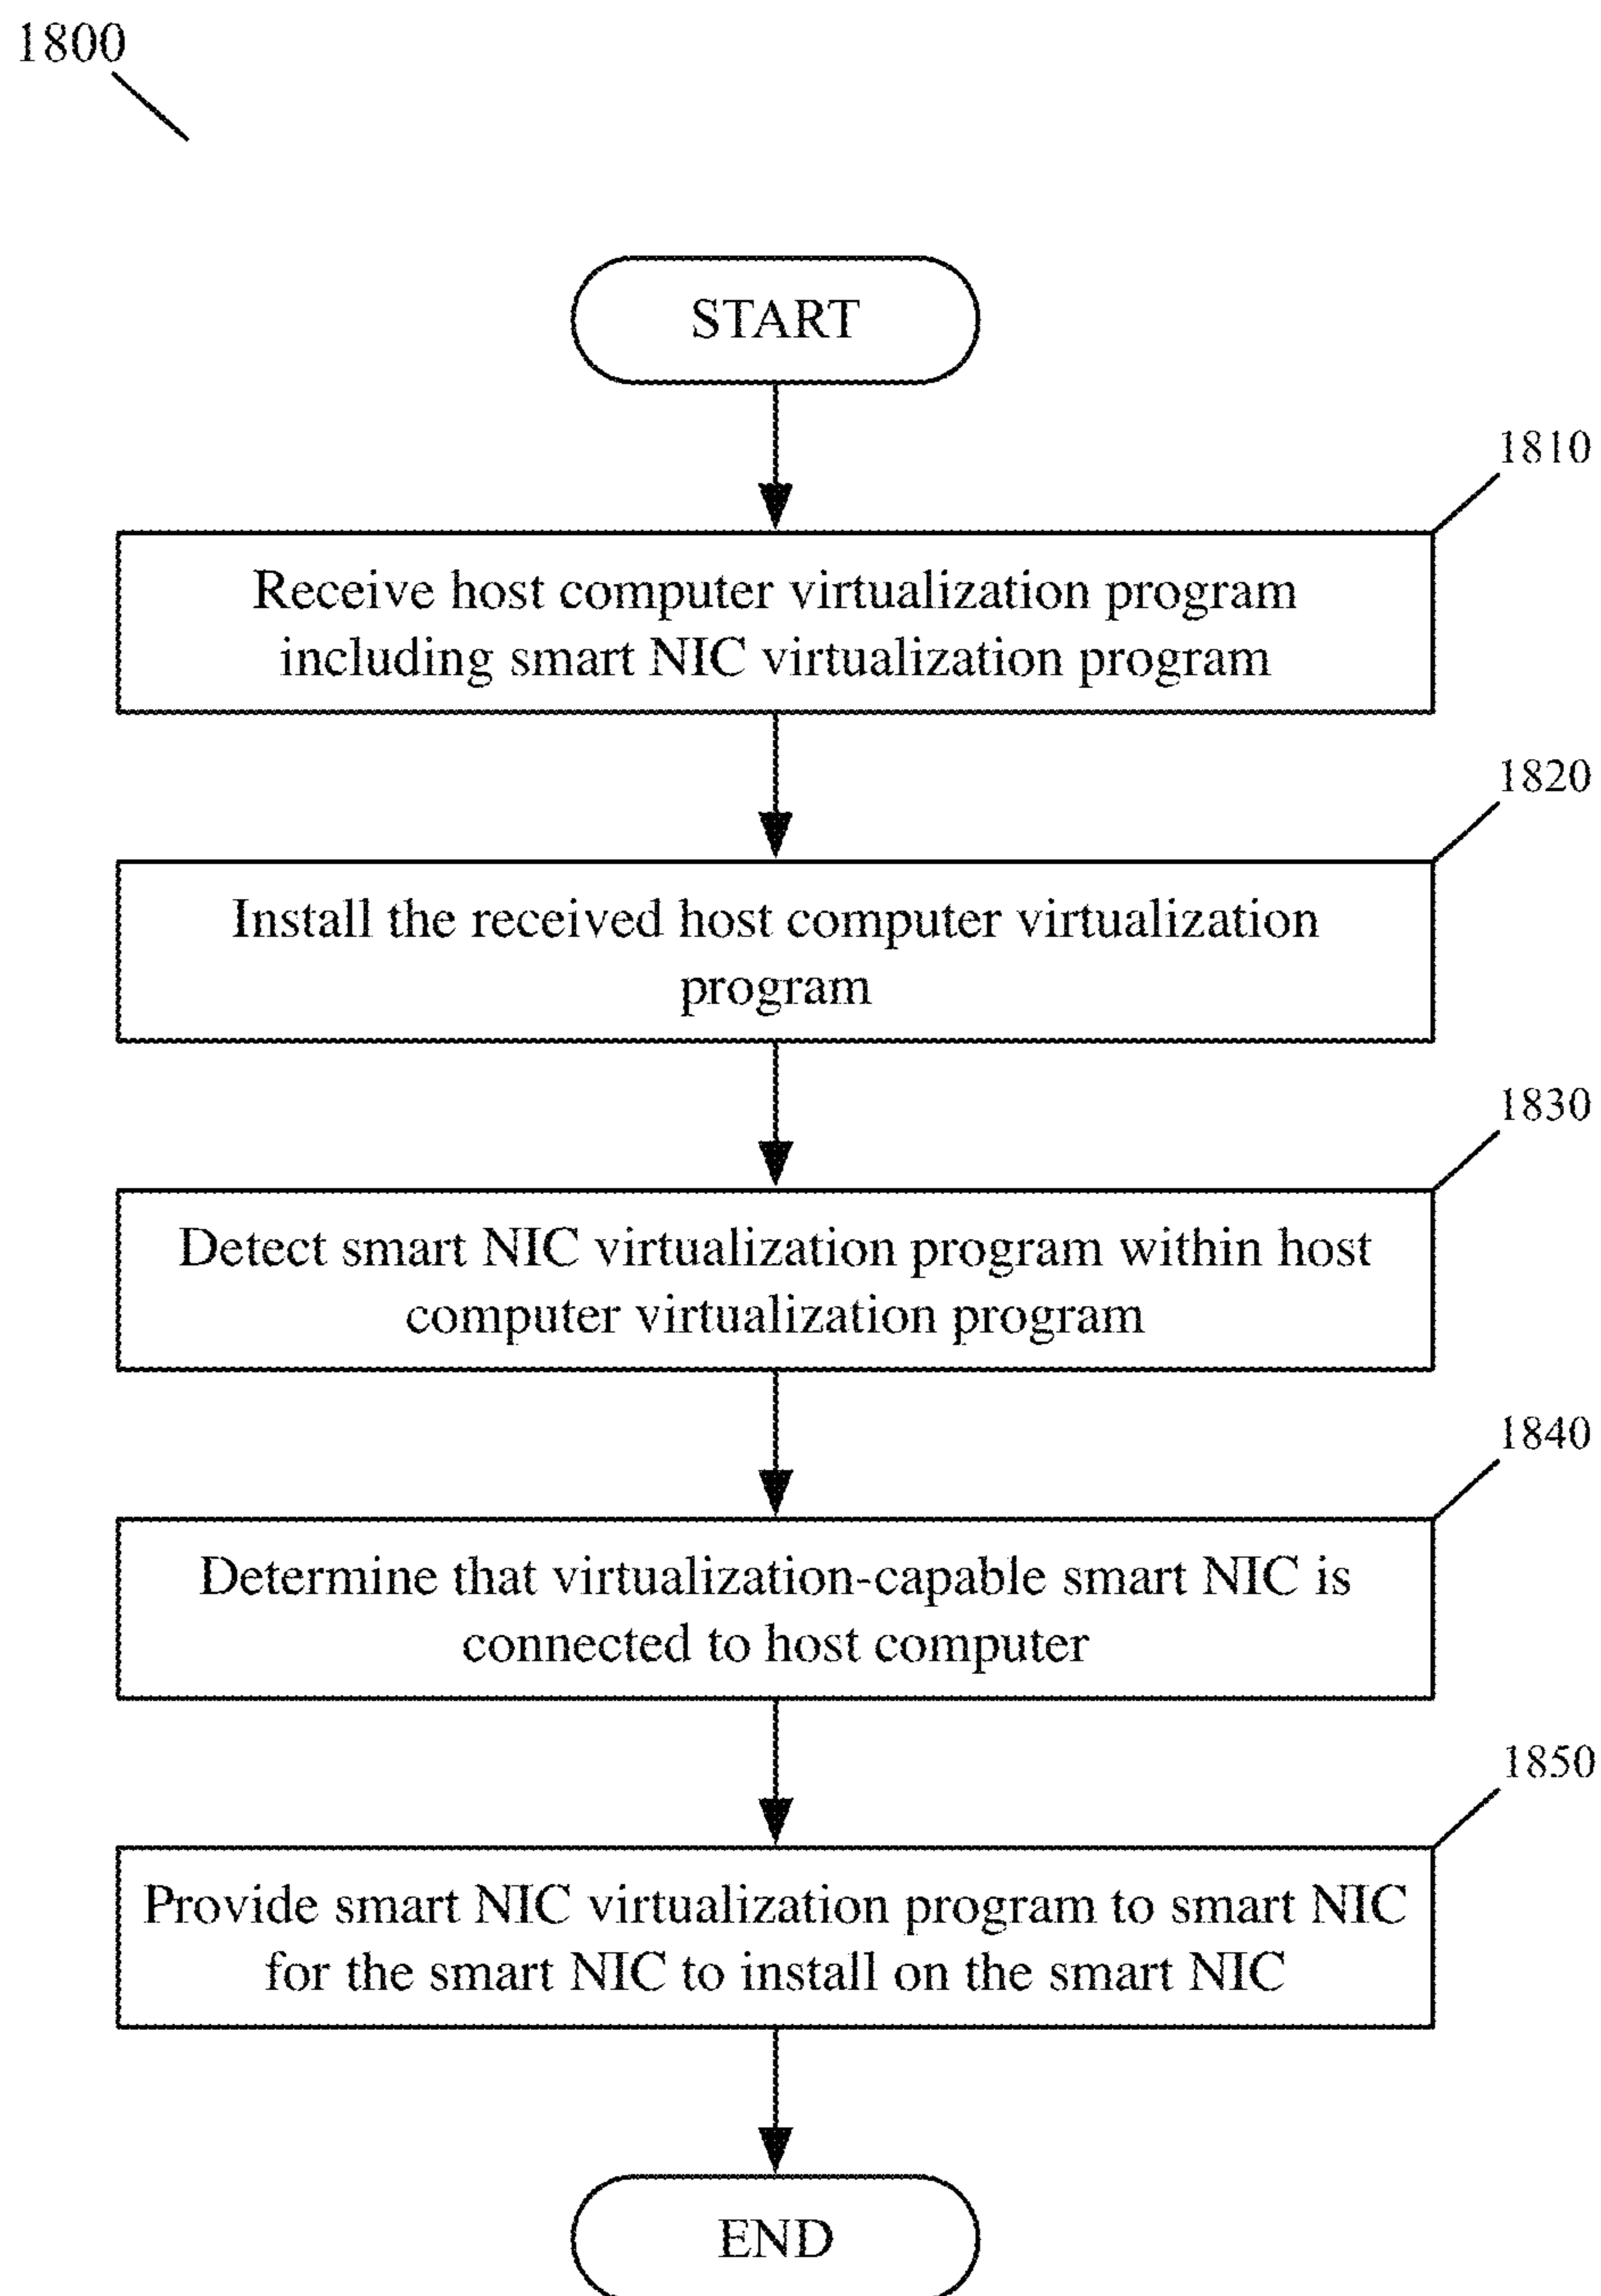 1800
START
1810
Receive host computer virtualization program
including smart NIC virtualization program
1820
Install the received host computer virtualization
program
1830
Detect smart NIC virtualization program within host
computer virtualization program
1840
Determine that virtualization-capable smart NIC is
connected to host computer
1850
Provide smart NIC virtualization program to smart NIC
for the smart NIC to install on the smart NIC
END